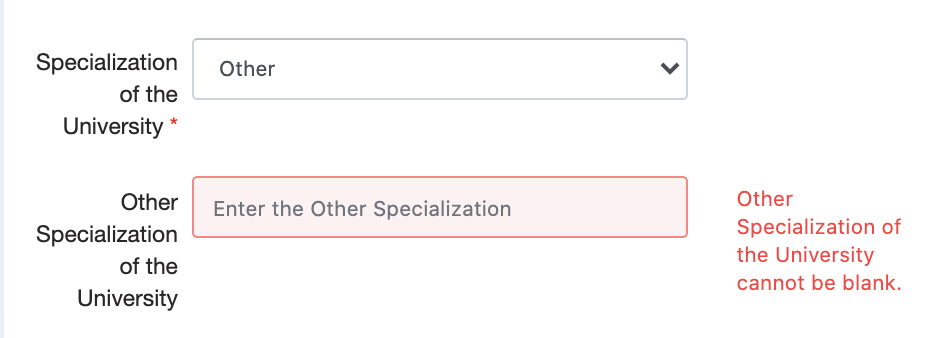 Specialization
of the
University *
Other
Other
Specialization
of the
University
Enter the Other Specialization
Other
Specialization of
the University
cannot be blank.